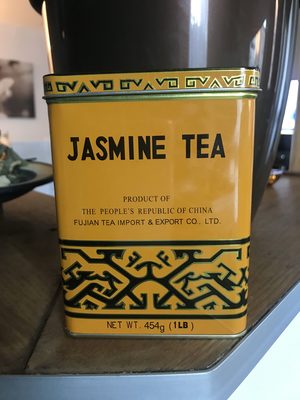 JASMINE TEA
PRODUCT OF
THE PEOPLE'S REPUBLIC OF CHINA
FUJIAN TEA IMPORT & EXPORT CO., LTD.
NET WT. 454g (1LB)